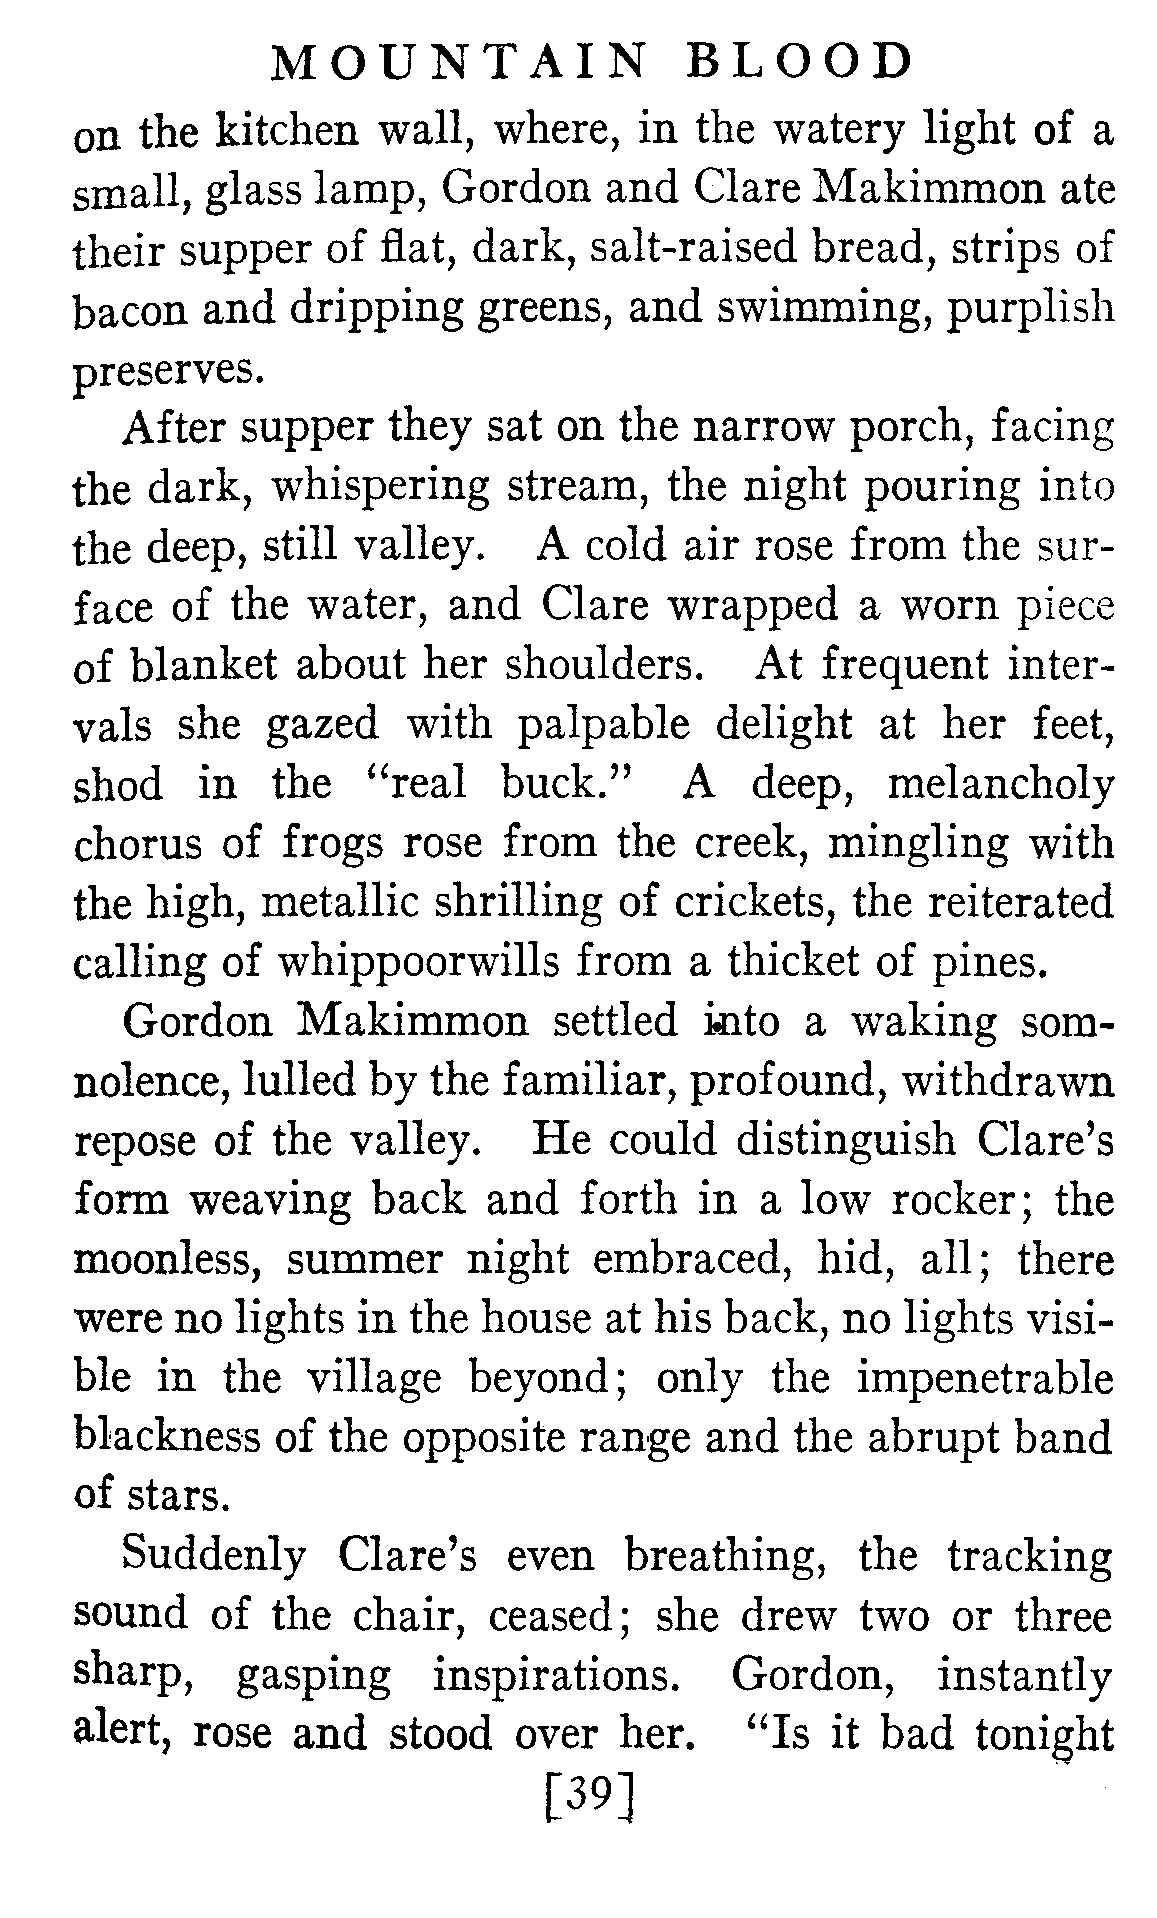 MOUNTAIN BLOOD
on the kitchen wall, where, in the watery light of a
small, glass lamp, Gordon and Clare Makimmon ate
their supper of flat, dark, salt-raised bread, strips of
bacon and dripping greens, and swimming, purplish
preserves.
After supper they sat on the narrow porch, facing
the dark, whispering stream, the night pouring into
the deep, still valley. A cold air rose from the sur-
face of the water, and Clare wrapped a worn piece
of blanket about her shoulders. At frequent inter-
vals she gazed with palpable delight at her feet,
shod in the “real buck.” A deep, melancholy
chorus of frogs rose from the creek, mingling with
the high, metallic shrilling of crickets, the reiterated
calling of whippoorwills from a thicket of pines.
Gordon Makimmon settled into a waking som-
nolence, lulled by the familiar, profound, withdrawn
repose of the valley. He could distinguish Clare’s
form weaving back and forth in a low rocker; the
moonless, summer night embraced, hid, all; there
were no lights in the house at his back, no lights visi-
ble in the village beyond; only the impenetrable
blackness of the opposite range and the abrupt band
of stars.
Suddenly Clare’s even breathing, the tracking
sound of the chair, ceased; she drew two or three
sharp, gasping inspirations. Gordon, instantly
alert, rose and stood over her. “Is it bad tonight
[39]